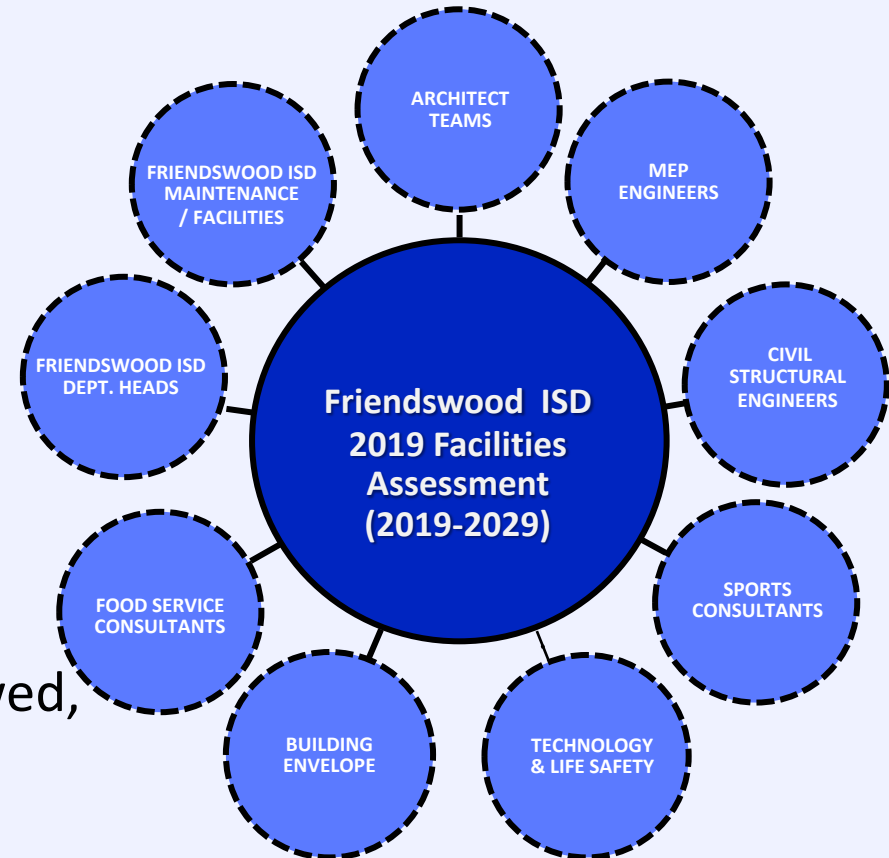 ARCHITECT
TEAMS
MEP
ENGINEERS
CIVIL
STRUCTURAL
ENGINEERS
SPORTS
CONSULTANTS
TECHNOLOGY
& LIFE SAFETY
BUILDING
ENVELOPE
FOOD SERVICE
CONSULTANTS
FRIENDSWOOD ISD
DEPT. HEADS
FRIENDSWOOD ISD
MAINTENANCE
/ FACILITIES
Friendswood ISD
2019 Facilities
Assessment
(2019-2029)